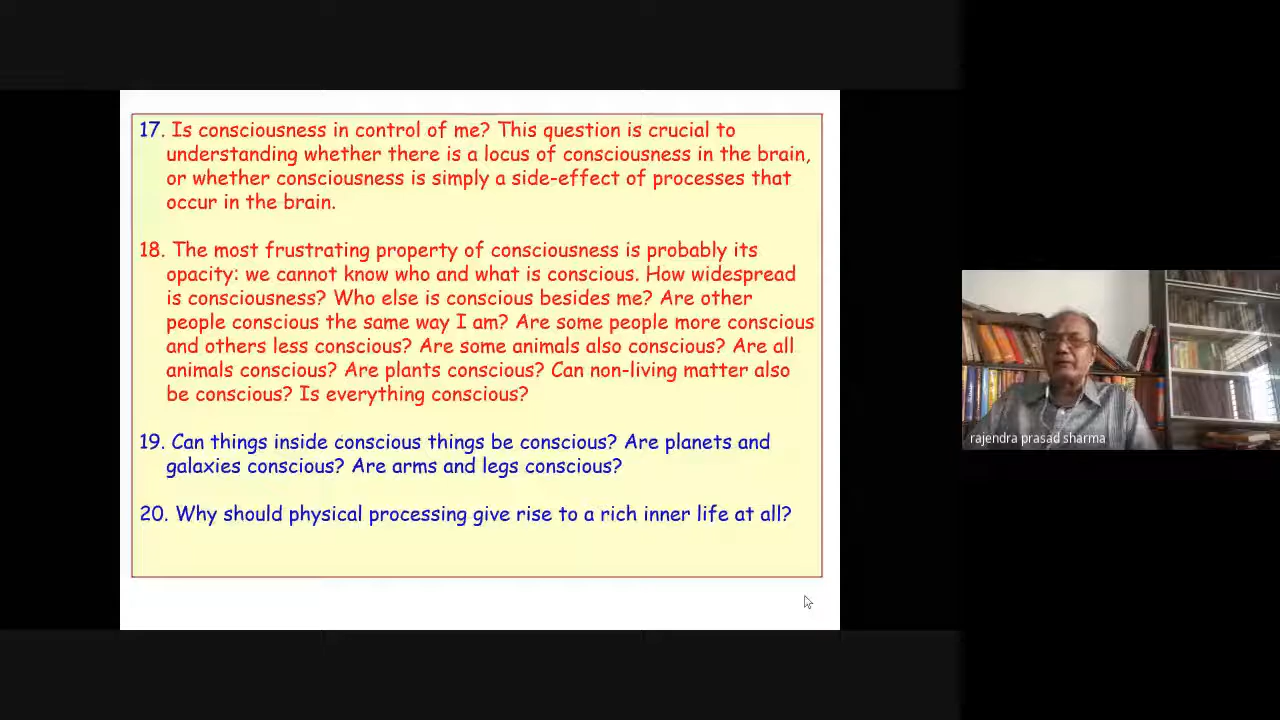 17. Is consciousness in control of me? This question is crucial to
understanding whether there is a locus of consciousness in the brain,
or whether consciousness is simply a side-effect of processes that
occur in the brain.
18. The most frustrating property of consciousness is probably its
opacity: we cannot know who and what is conscious. How widespread
is consciousness? Who else is conscious besides me? Are other
people conscious the same way I am? Are some people more conscious
and others less conscious? Are some animals also conscious? Are all
animals conscious? Are plants conscious? Can non-living matter also
be conscious? Is everything conscious?
19. Can things inside conscious things be conscious? Are planets and
galaxies conscious? Are arms and legs conscious?
20. Why should physical processing give rise to a rich inner life at all?
rajendra prasad sharma